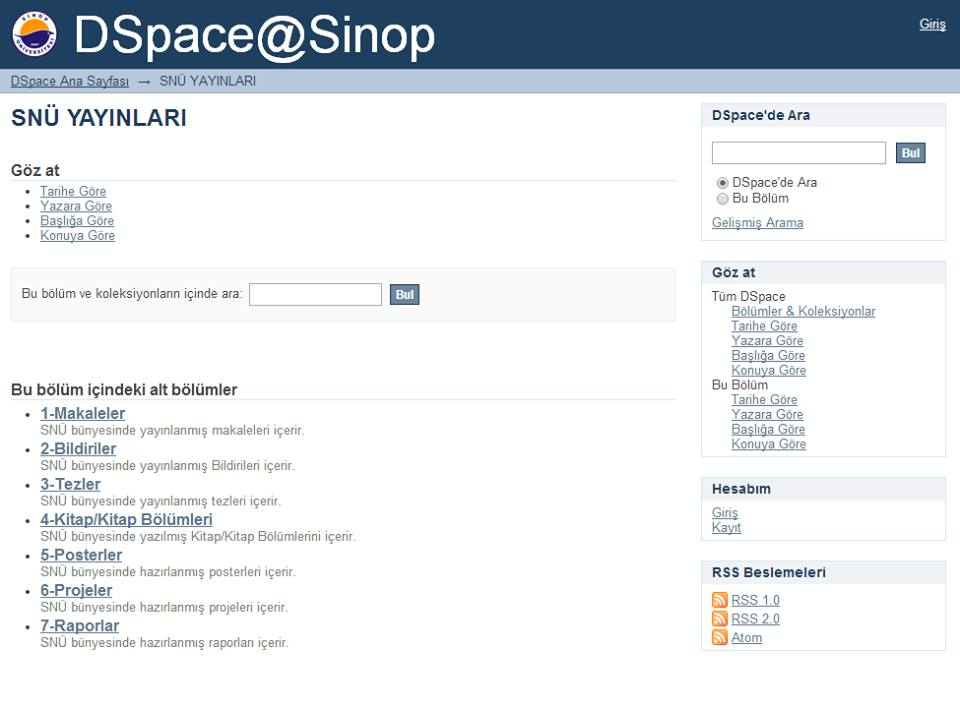 DSpace@Sinop
Giriş
DSpace Ana Sayfası → SNÜ YAYINLARI
SNÜ YAYINLARI
Göz at
Tarihe Göre
Yazara Göre
Başlığa Göre
Konuya Göre
Bu bölüm ve koleksiyonların içinde ara: Bul
Bu bölüm içindeki alt bölümler
1-Makaleler
SNÜ bünyesinde yayınlanmış makaleleri içerir.
2-Bildiriler
SNÜ bünyesinde yayınlanmış Bildirileri içerir.
3-Tezler
SNÜ bünyesinde yayınlanmış tezleri içerir.
4-Kitap/Kitap Bölümleri
SNÜ bünyesinde yazılmış Kitap/Kitap Bölümlerini içerir.
5-Posterler
SNÜ bünyesinde hazırlanmış posterleri içerir.
6-Projeler
SNÜ bünyesinde hazırlanmış projeleri içerir.
7-Raporlar
SNÜ bünyesinde hazırlanmış raporları içerir.
DSpace'de Ara
Bul
DSpace'de Ara
Bu Bölüm
Gelişmiş Arama
Göz at
Tüm DSpace
Bölümler & Koleksiyonlar
Tarihe Göre
Yazara Göre
Başlığa Göre
Konuya Göre
Bu Bölüm
Tarihe Göre
Yazara Göre
Başlığa Göre
Konuya Göre
Hesabım
Giriş
Kayıt
RSS Beslemeleri
RSS 1.0
RSS 2.0
Atom